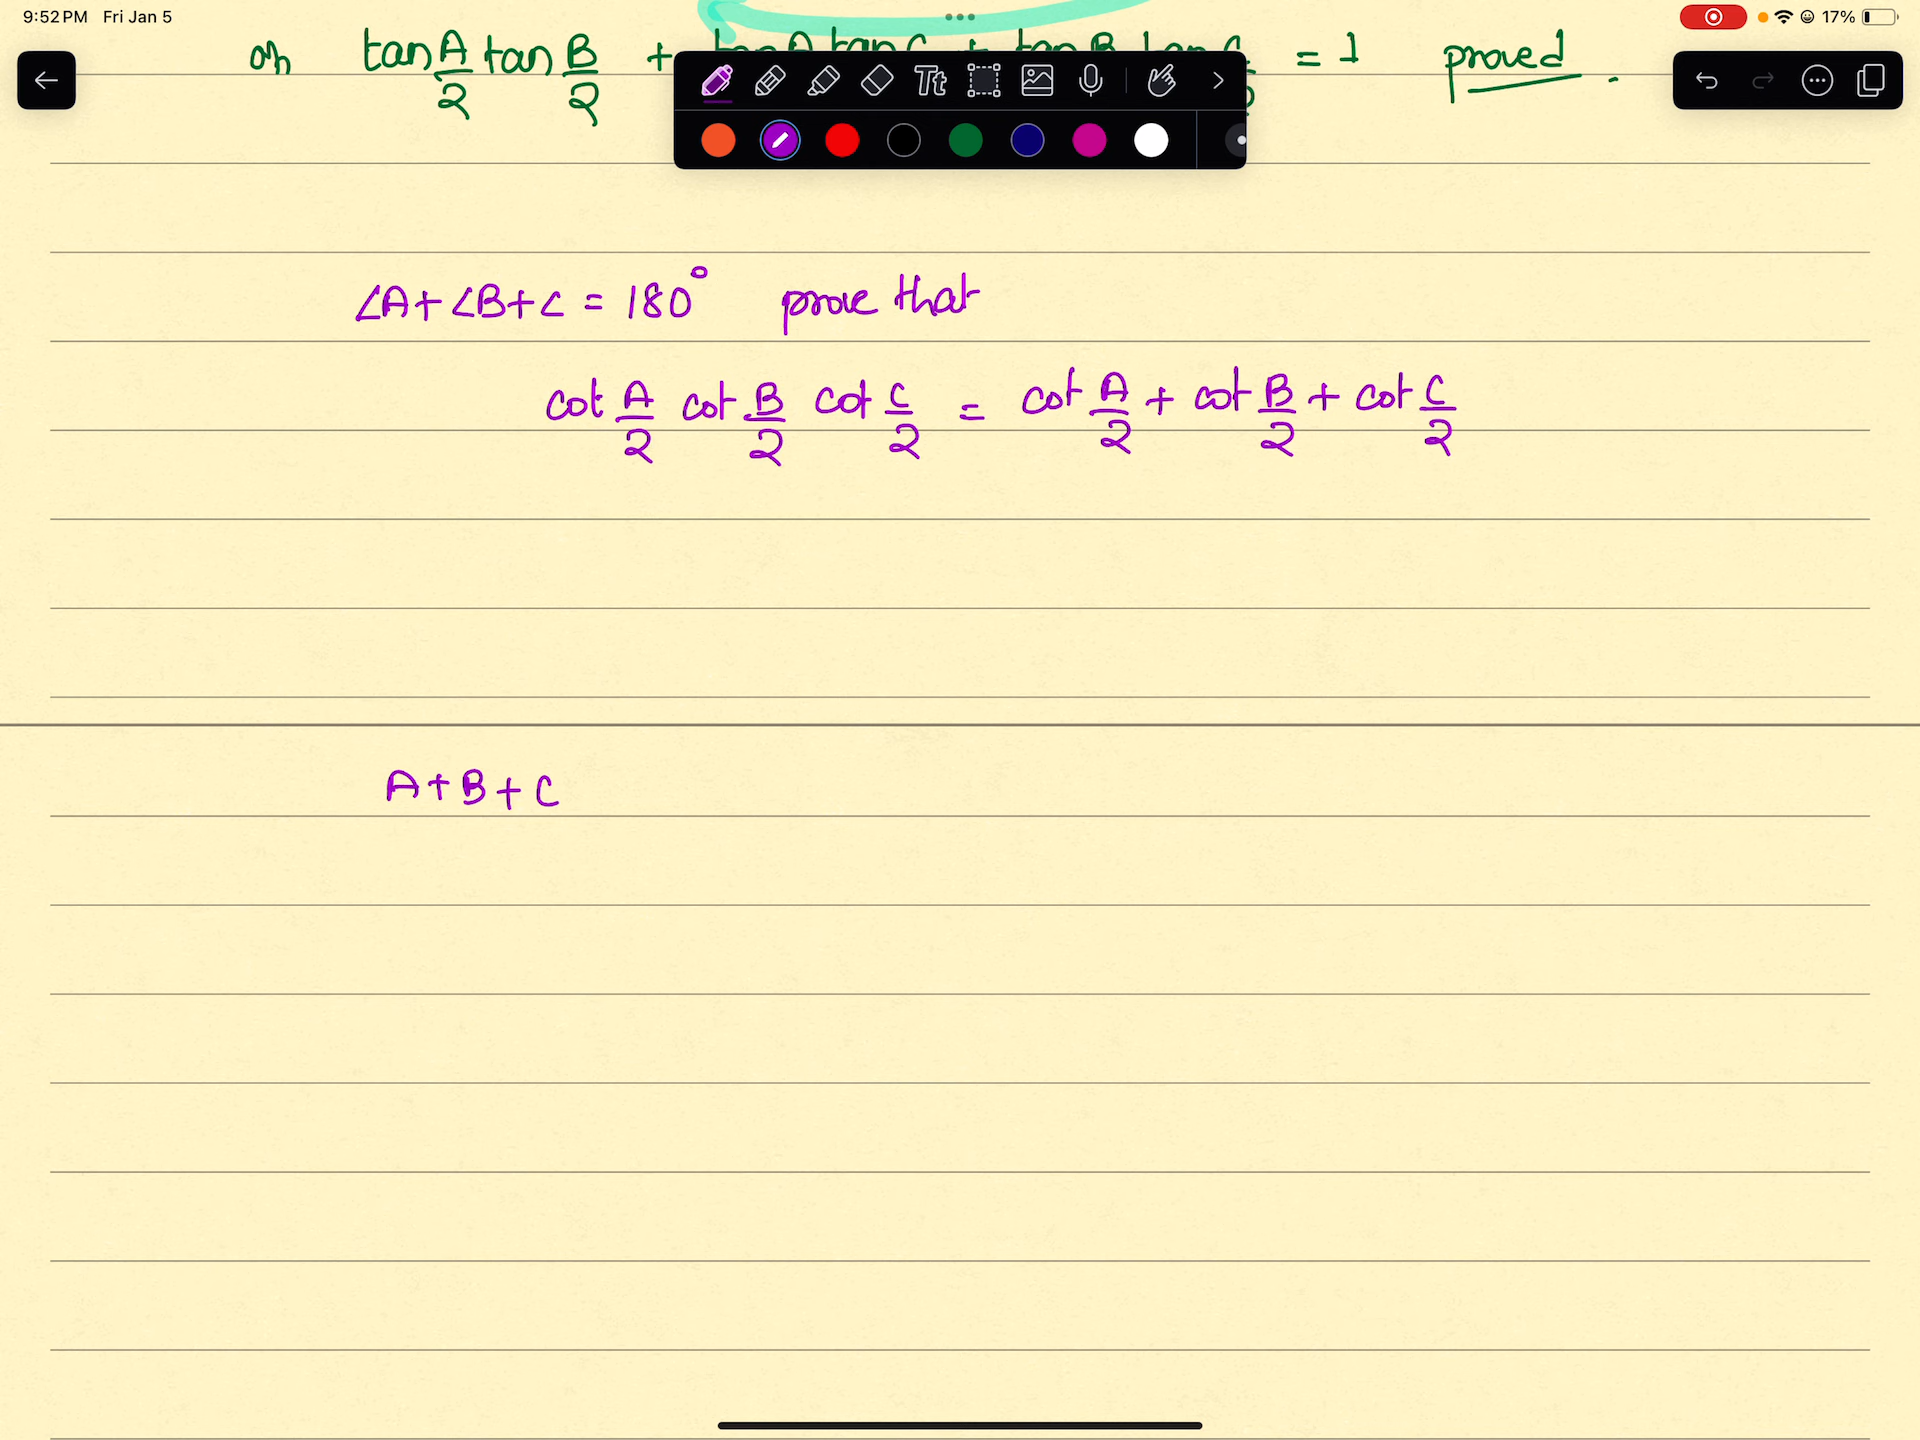 9:52 PM Fri Jan 5
17%
tan A/2 tan B/2 + = 1 proved.
Tt
∠A+∠B+∠ = 180° prove that
cot A/2 cot B/2 cot C/2 = cot A/2 + cot B/2 + cot C/2
A+B+C